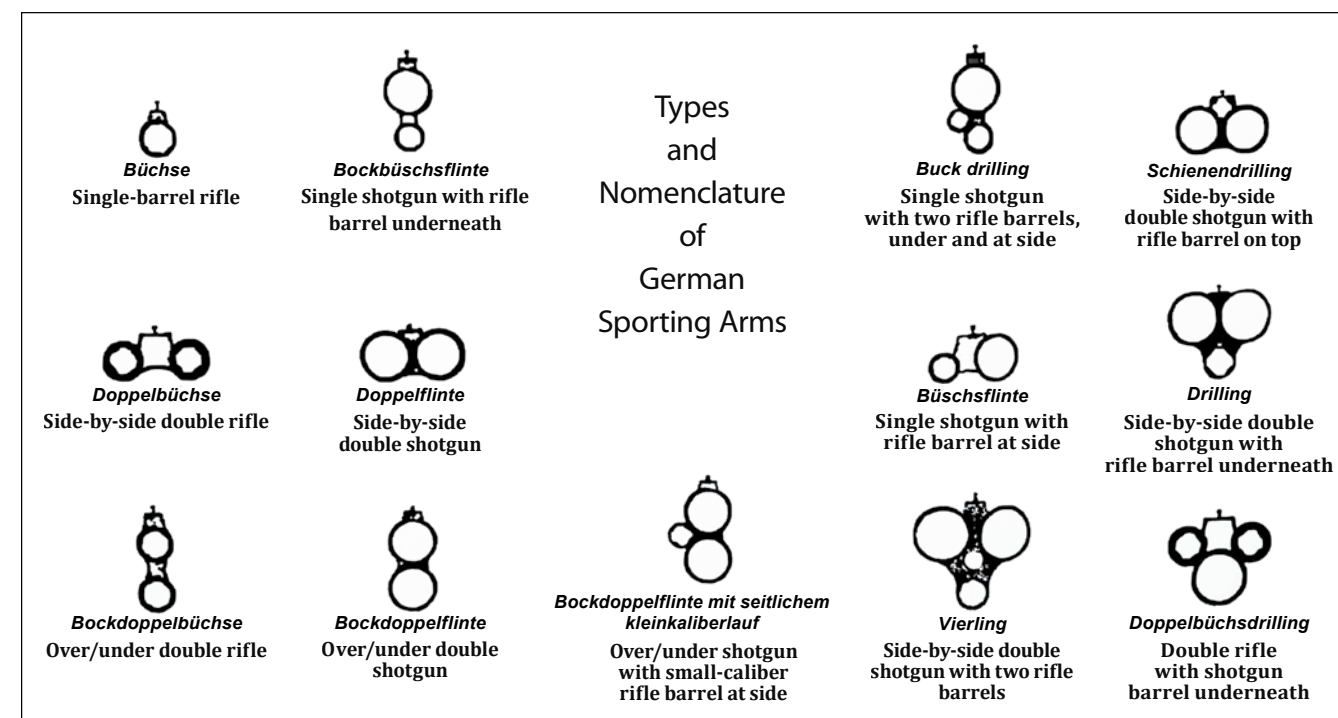 Types
and
Nomenclature
of
German
Sporting Arms
Büchse
Single-barrel rifle
Bockbüschsflinte
Single shotgun with rifle
barrel underneath
Buck drilling
Single shotgun
with two rifle barrels,
under and at side
Schienendrilling
Side-by-side
double shotgun with
rifle barrel on top
Doppelbüchse
Side-by-side double rifle
Doppelflinte
Side-by-side
double shotgun
Büschsflinte
Single shotgun with
rifle barrel at side
Drilling
Side-by-side double
shotgun with
rifle barrel underneath
Bockdoppelbüchse
Over/under double rifle
Bockdoppelflinte
Over/under double
shotgun
Bockdoppelflinte mit seitlichem
kleinkaliberlauf
Over/under shotgun
with small-caliber
rifle barrel at side
Vierling
Side-by-side double
shotgun with two rifle
barrels
Doppelbüchsdrilling
Double rifle
with shotgun
barrel underneath